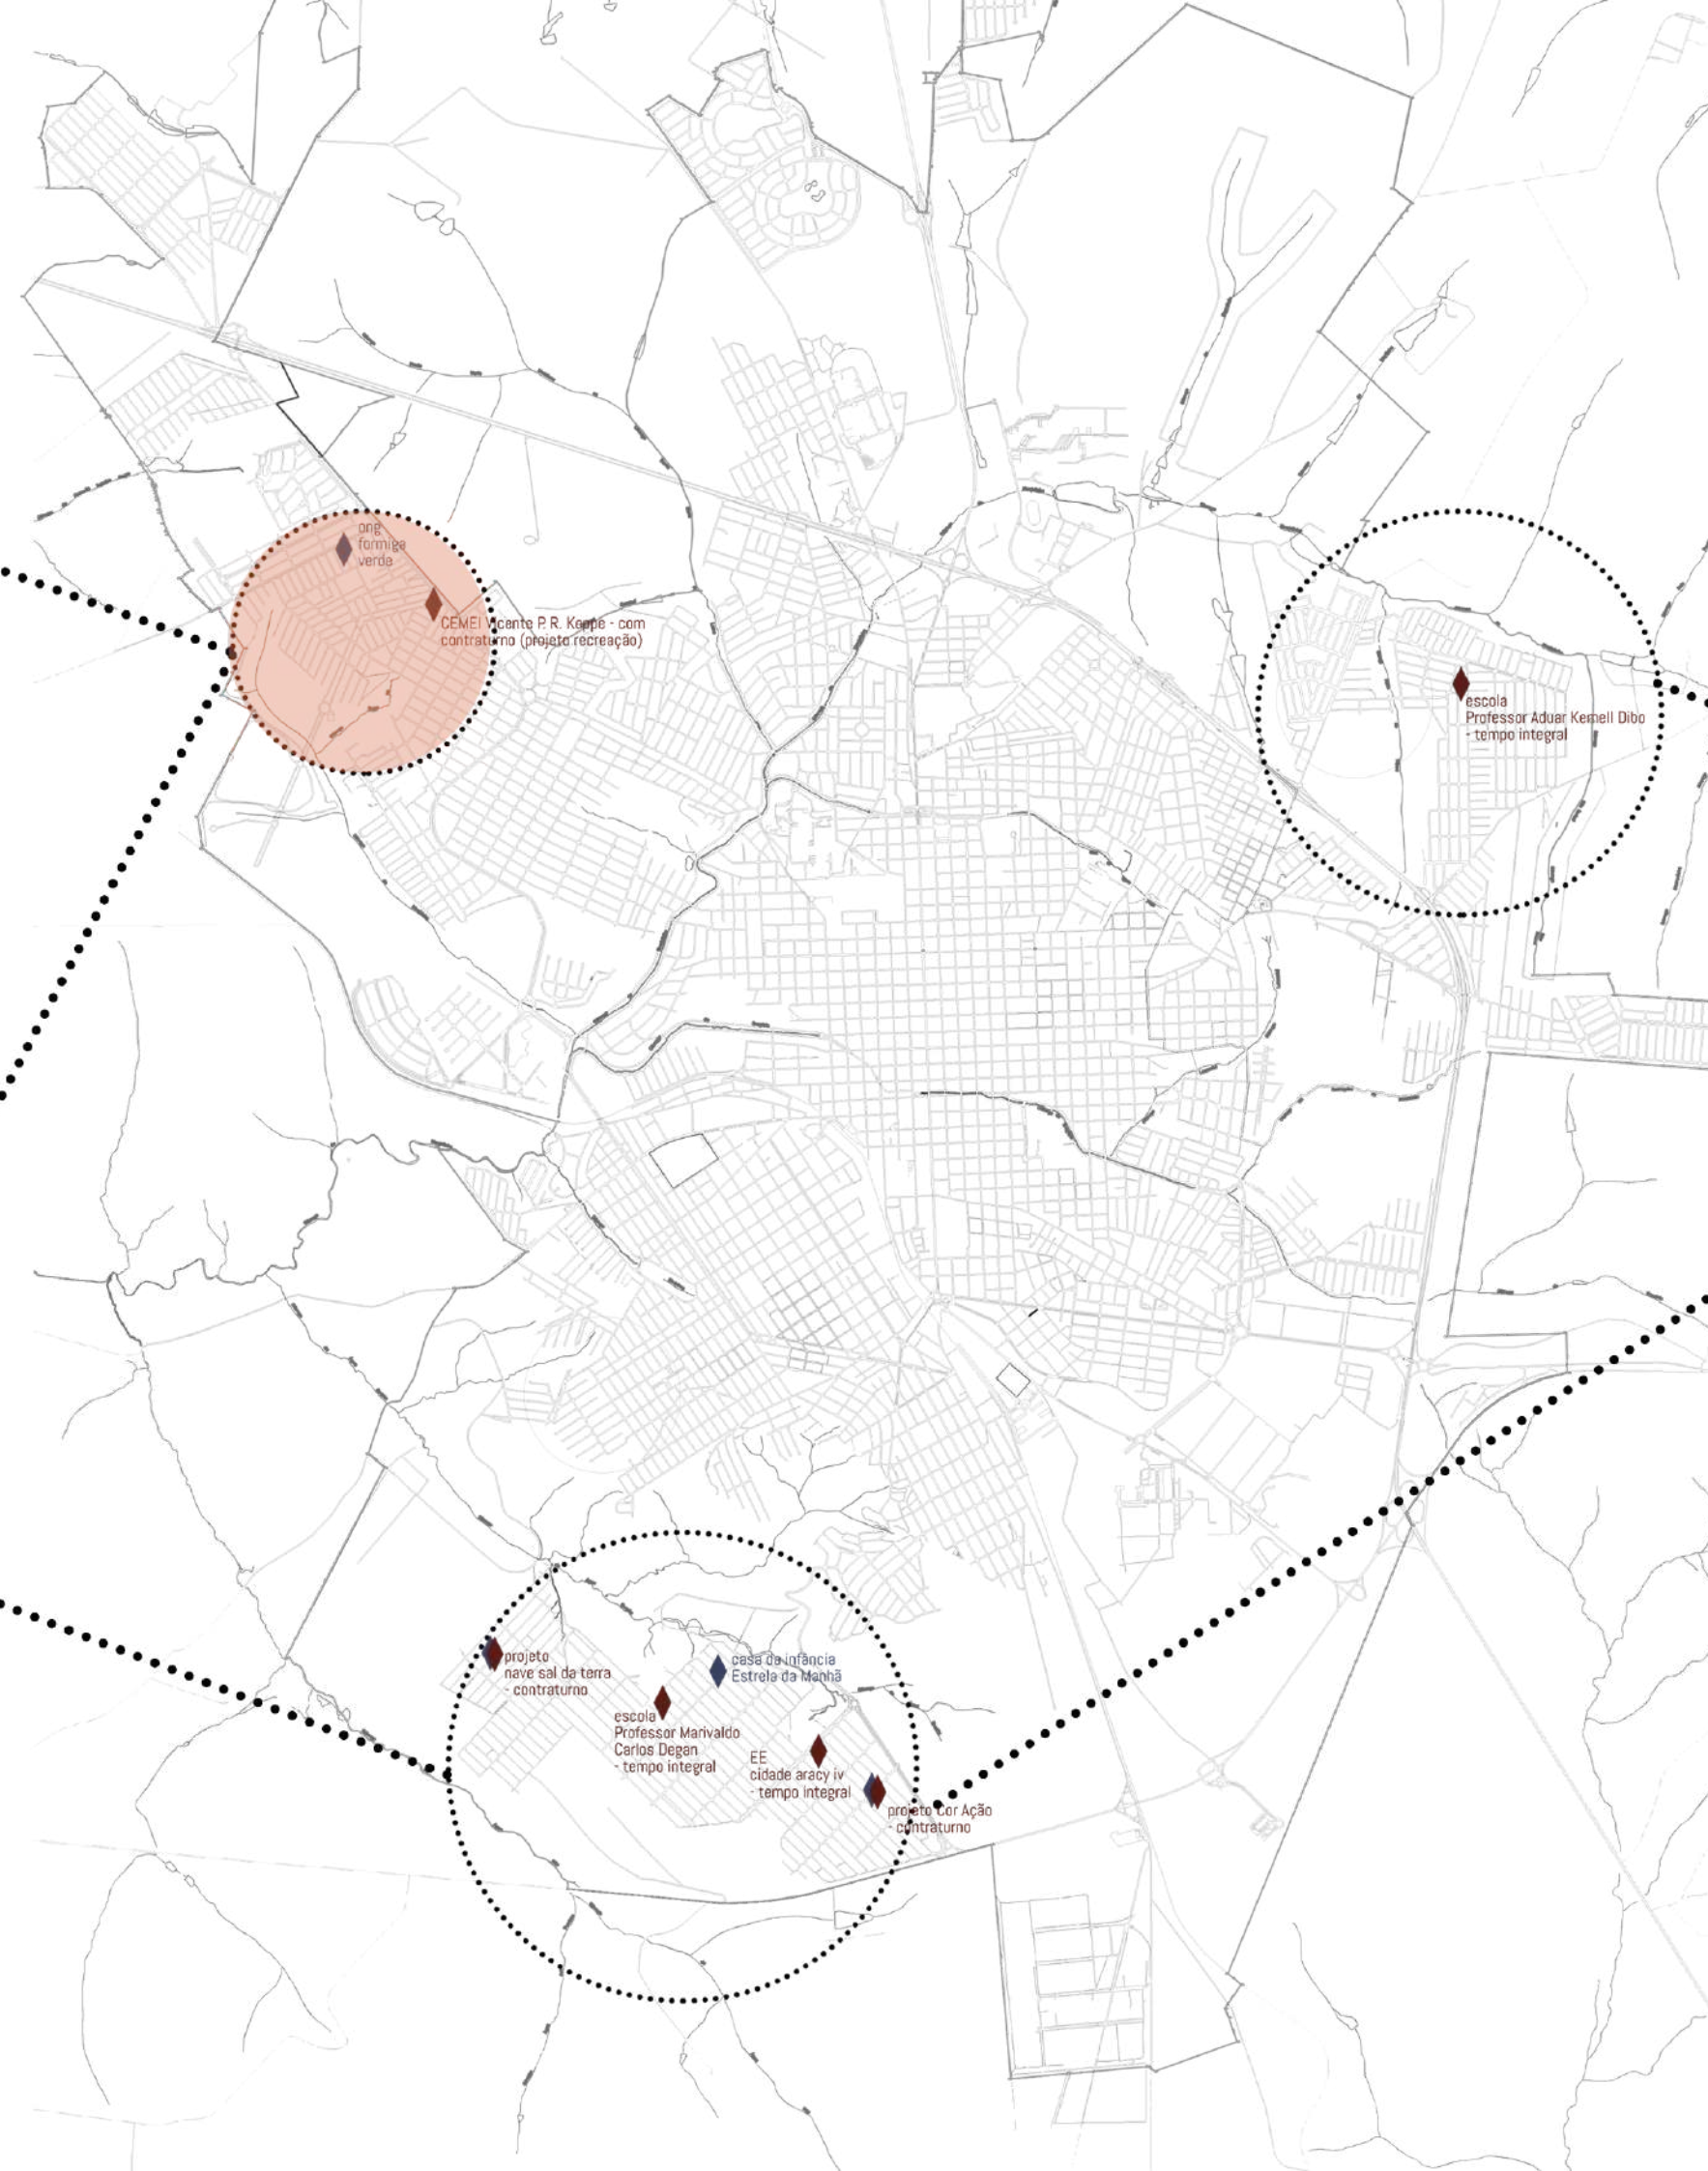 ong
formiga
verde
CEMEI Vicente P. R. Keppe - com
contraturno (projeto recreação)
escola
Professor Aduar Kemell Dibo
- tempo integral
projeto
nave sal da terra
- contraturno
casa da infância
Estrela da Manhã
escola
Professor Marivaldo
Carlos Degan
- tempo integral
EE
cidade aracy iv
- tempo integral
projeto Cor Ação
- contraturno